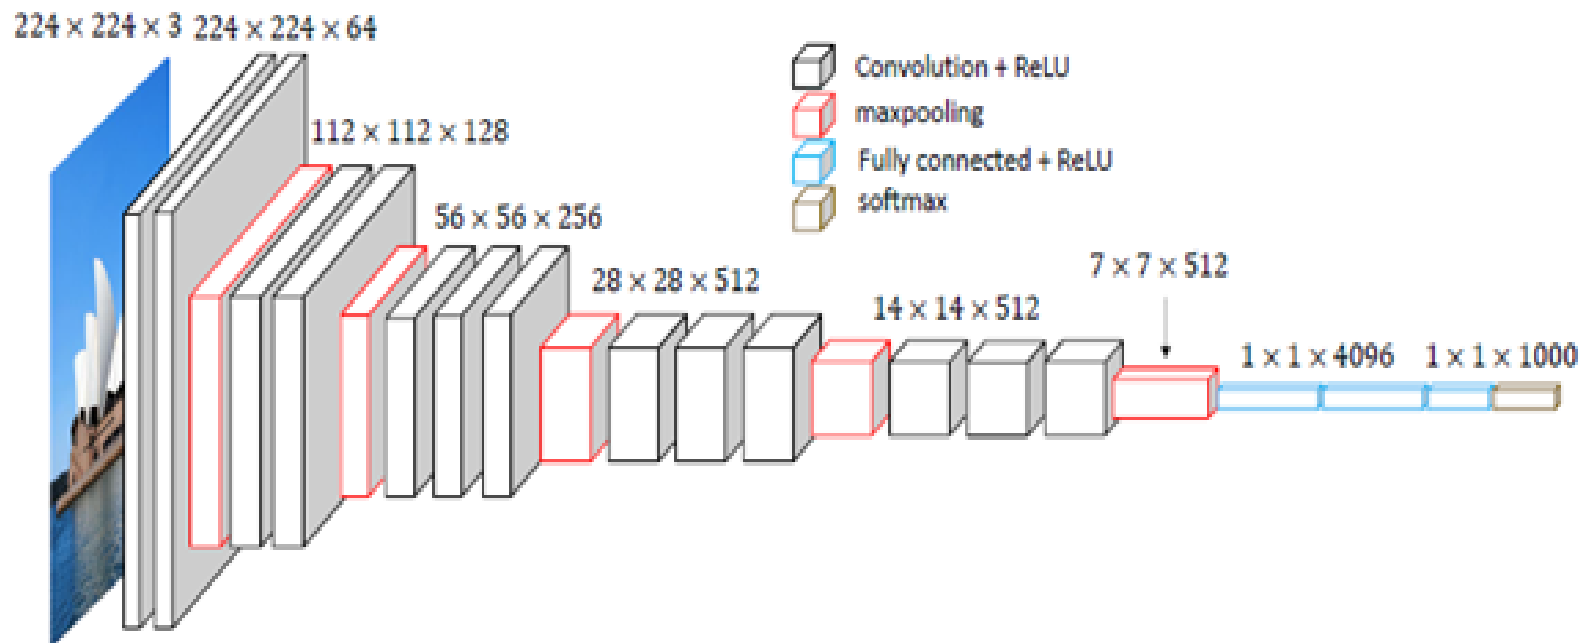 224 × 224 × 3
224 × 224 × 64
112 × 112 × 128
56 × 56 × 256
28 × 28 × 512
14 × 14 × 512
7 × 7 × 512
1 × 1 × 4096
1 × 1 × 1000
Convolution + ReLU
maxpooling
Fully connected + ReLU
softmax